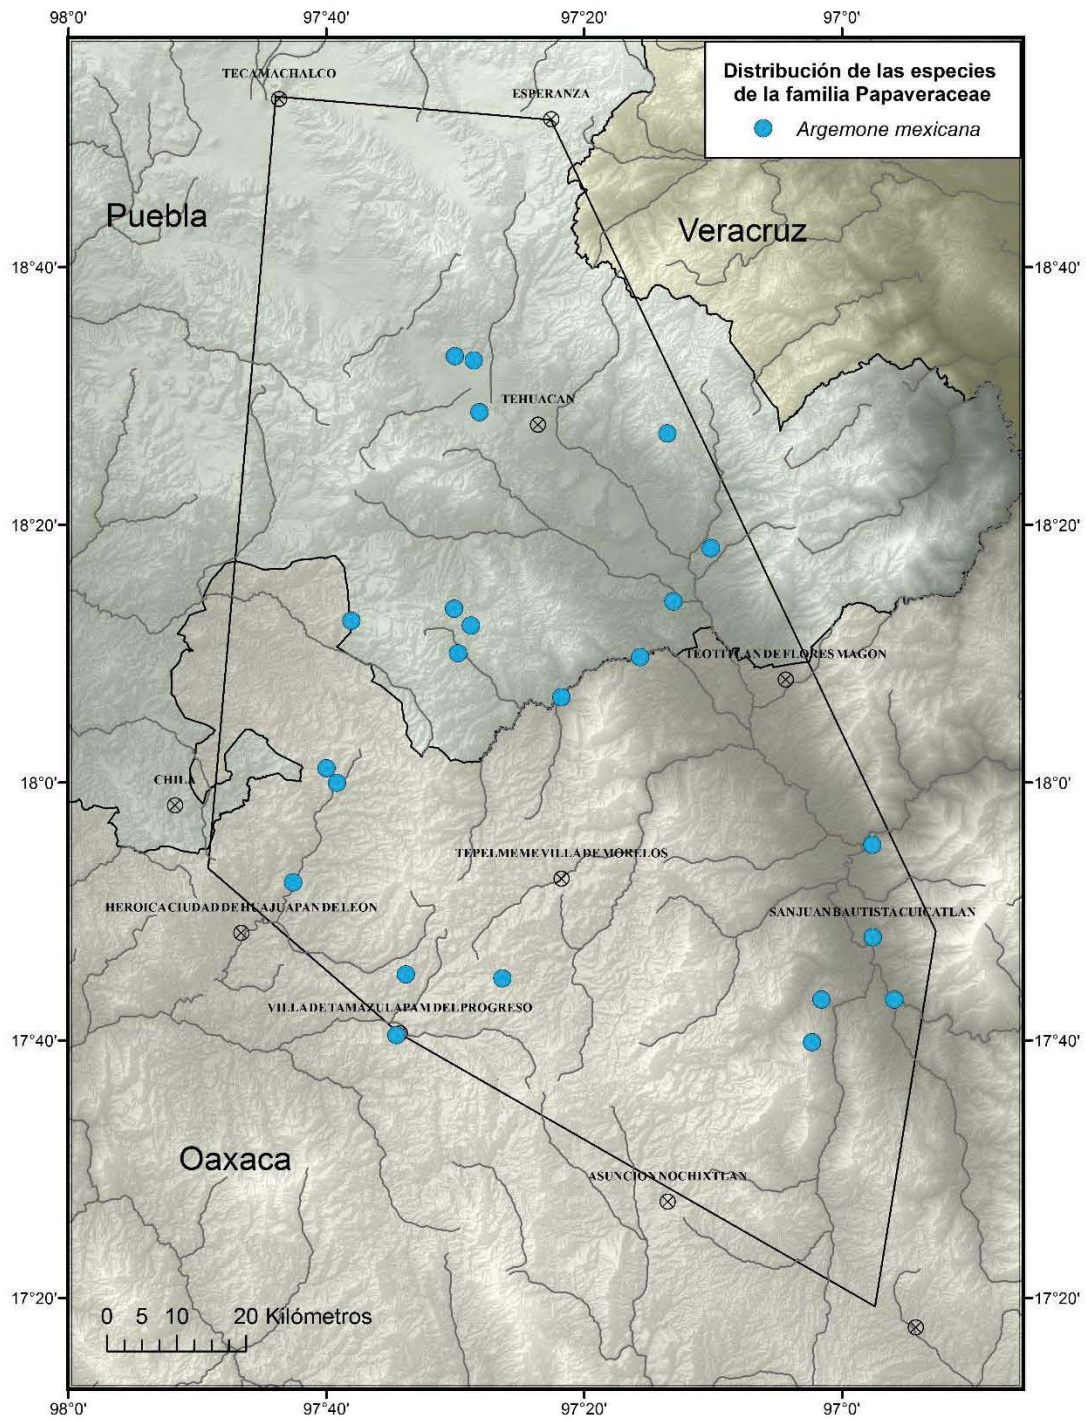 98°0'
97°40'
97°20'
97°0'
TECAMACHALCO
ESPERANZA
Distribución de las especies
de la familia Papaveraceae
Argemone mexicana
Puebla
Veracruz
18°40'
18°40'
TEHUACAN
18°20'
18°20'
TEOTITLAN DE FLORES MAGON
CHILA
18°0'
18°0'
TEPELMEME VILLA DE MORELOS
HEROICA CIUDAD DE HUAJUAPAN DE LEON
SAN JUAN BAUTISTA CUICATLAN
VILLA DE TAMAZULAPAM DEL PROGRESO
17°40'
17°40'
Oaxaca
ASUNCION NOCHIXTLAN
17°20'
17°20'
0 5 10 20 Kilómetros
98°0'
97°40'
97°20'
97°0'